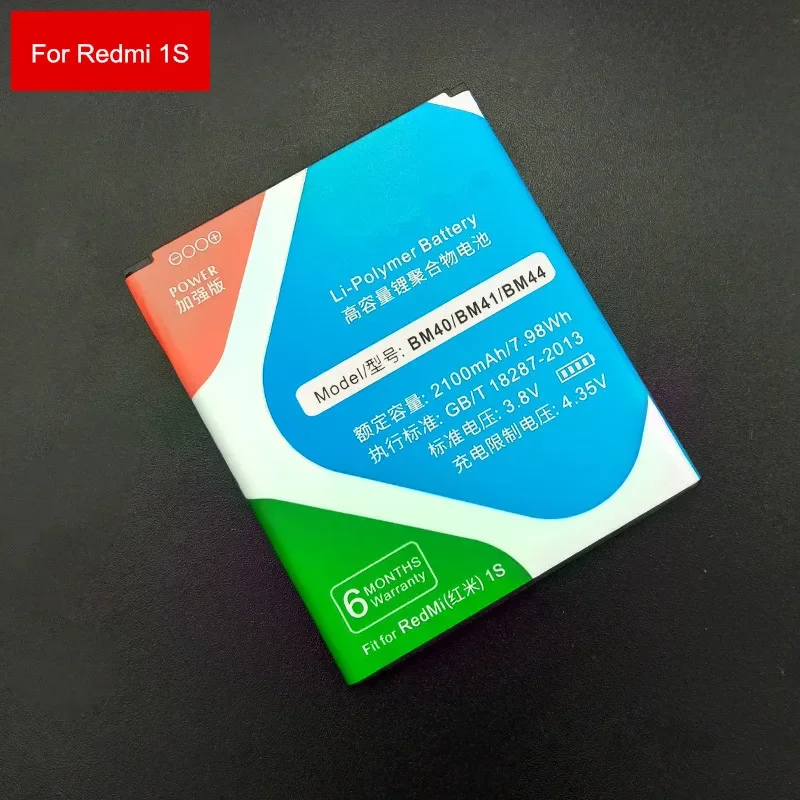 For Redmi 1S
POWER
加强版
Li-Polymer Battery
高容量锂聚合物电池
Model/型号: BM40/BM41/BM44
额定容量: 2100mAh/7.98Wh
执行标准: GB/T 18287-2013
标准电压: 3.8V
充电限制电压: 4.35V
6 MONTHS
Warranty
Fit for RedMi(红米) 1S